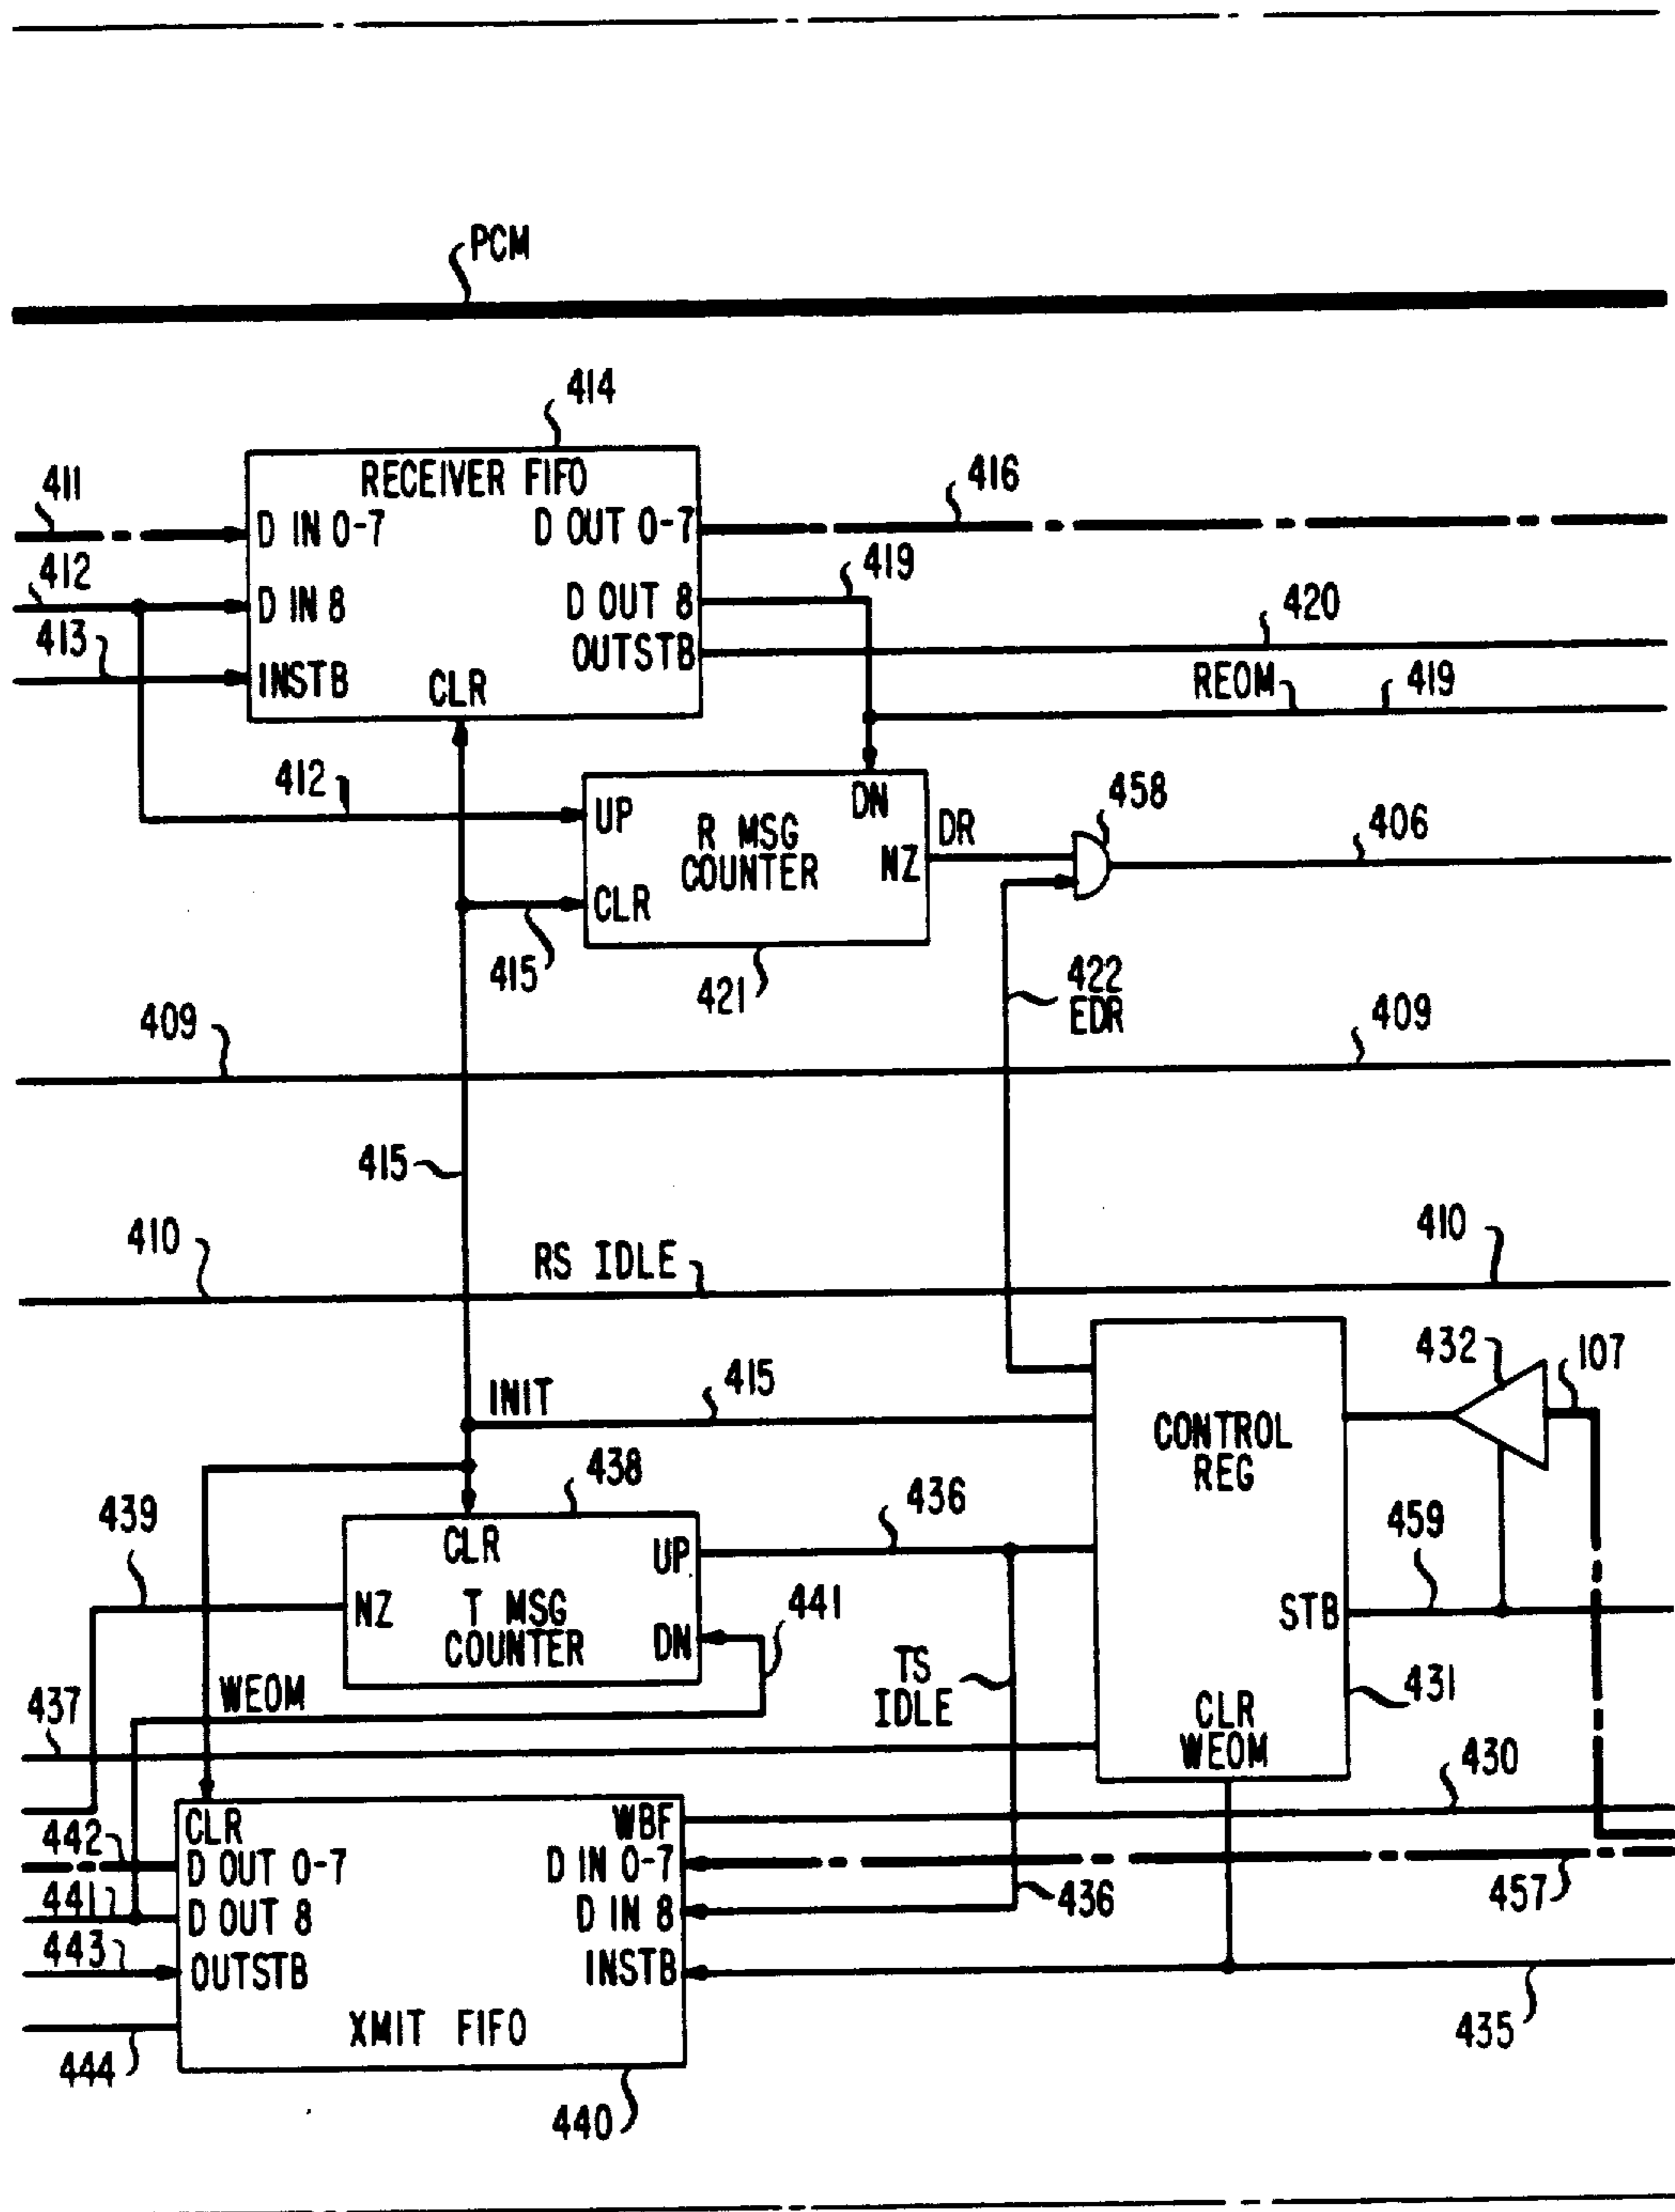 PCM
414
RECEIVER FIFO
411
D IN 0-7
D OUT 0-7
416
412
D IN 8
D OUT 8
419
413
INSTB
CLR
OUTSTB
420
REOM
419
412
UP
DN
R MSG
COUNTER
NZ
DR
458
406
CLR
415
421
422
EDR
409
409
415
410
RS IDLE
410
432
107
INIT
415
CONTROL
REG
438
439
CLR
UP
436
459
NZ
T MSG
COUNTER
DN
441
STB
TS
IDLE
431
437
WEOM
CLR
WEOM
430
CLR
WBF
442
D OUT 0-7
D IN 0-7
457
441
D OUT 8
D IN 8
436
443
OUTSTB
INSTB
XMIT FIFO
435
444
440